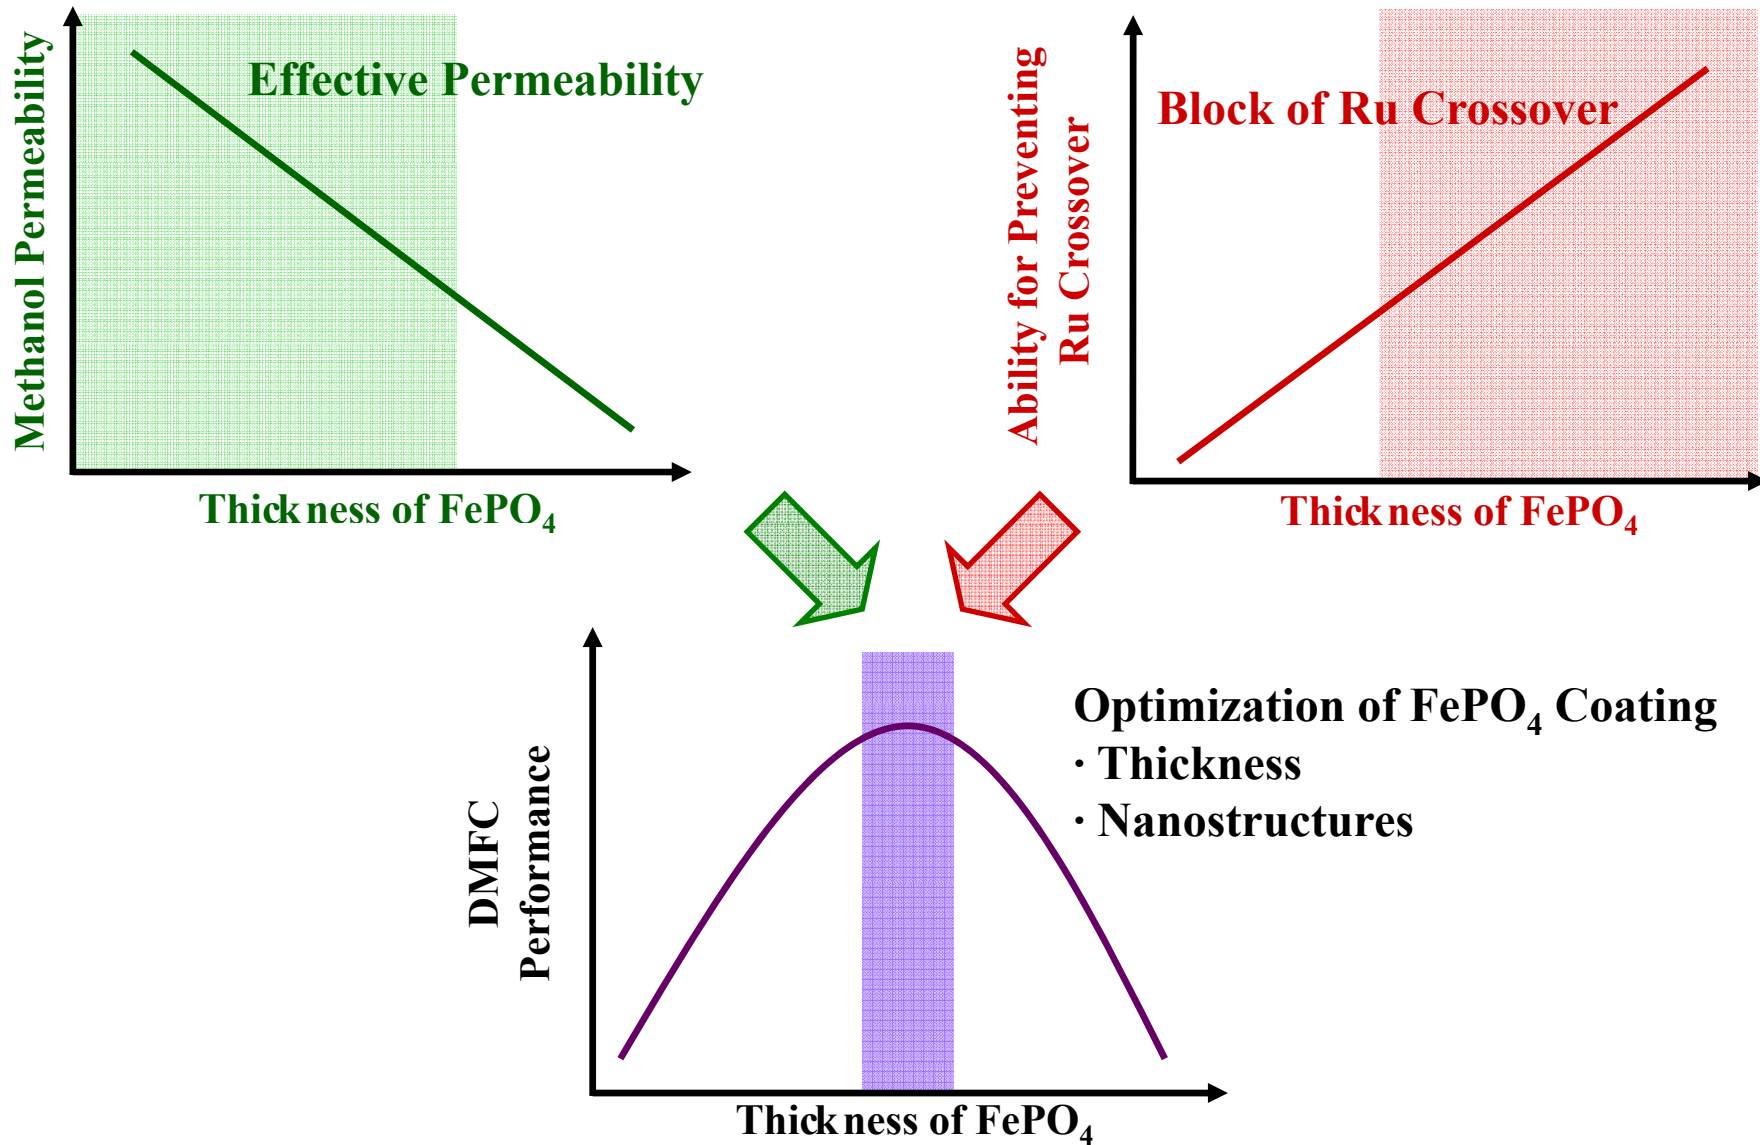 Methanol Permeability
Effective Permeability
Thickness of FePO₄
Ability for Preventing
Ru Crossover
Block of Ru Crossover
Thickness of FePO₄
DMFC
Performance
Thickness of FePO₄
Optimization of FePO₄ Coating
· Thickness
· Nanostructures